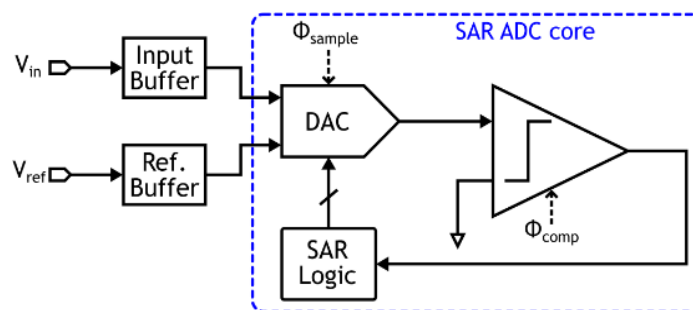 Φsample
SAR ADC core
Vin
Input
Buffer
DAC
Vref
Ref.
Buffer
Φcomp
SAR
Logic